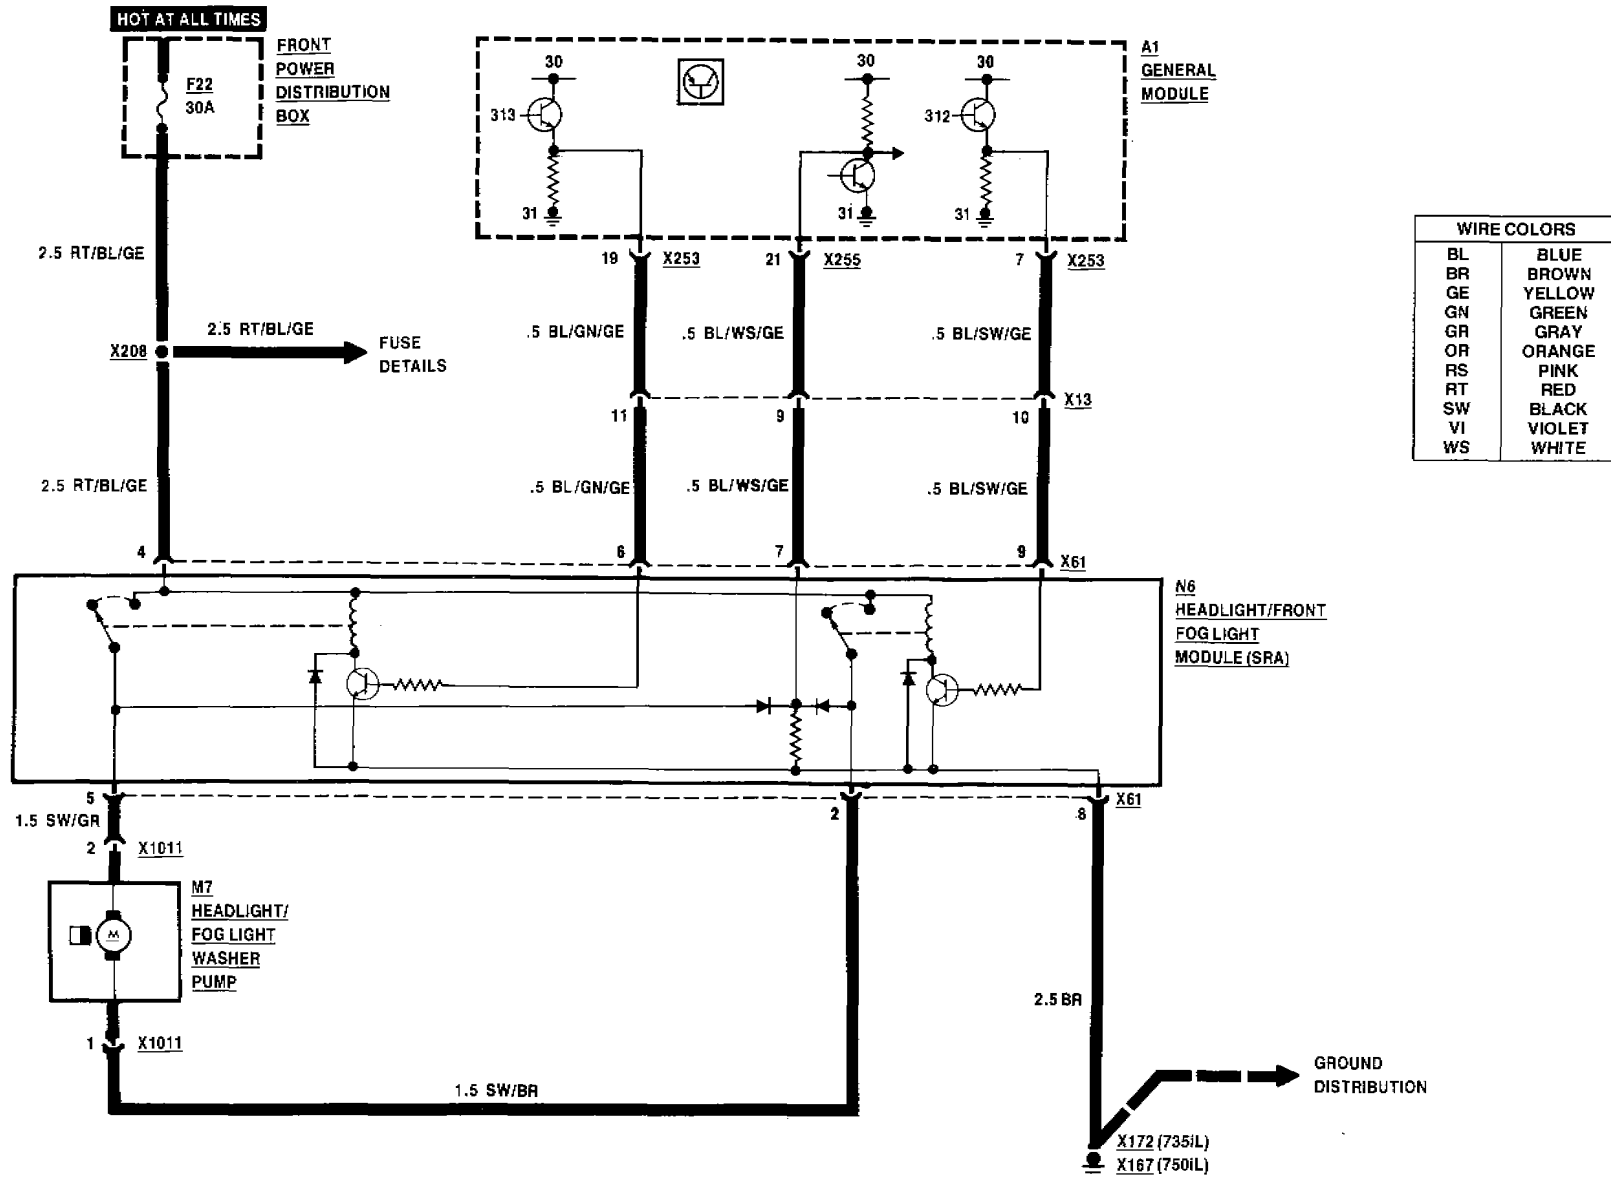 HOT AT ALL TIMES
FRONT
POWER
DISTRIBUTION
BOX
F22
30A
A1
GENERAL
MODULE
30
30
30
313
312
31
31
31
19
X253
21
X255
7
X253
2.5 RT/BL/GE
X208
2.5 RT/BL/GE
FUSE
DETAILS
.5 BL/GN/GE
.5 BL/WS/GE
.5 BL/SW/GE
11
9
10
X13
2.5 RT/BL/GE
.5 BL/GN/GE
.5 BL/WS/GE
.5 BL/SW/GE
4
6
7
9
X61
WIRE COLORS
BL BLUE
BR BROWN
GE YELLOW
GN GREEN
GR GRAY
OR ORANGE
RS PINK
RT RED
SW BLACK
VI VIOLET
WS WHITE
N6
HEADLIGHT/FRONT
FOG LIGHT
MODULE (SRA)
5
2
8
X61
1.5 SW/GR
2
X1011
M7
HEADLIGHT/
FOG LIGHT
WASHER
PUMP
M
1
X1011
1.5 SW/BR
2.5 BR
GROUND
DISTRIBUTION
X172 (735iL)
X167 (750iL)